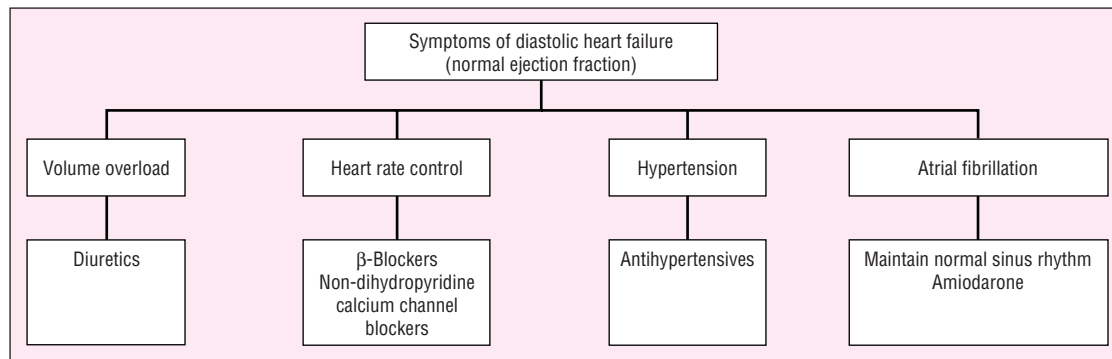 Symptoms of diastolic heart failure
(normal ejection fraction)
Volume overload
Heart rate control
Hypertension
Atrial fibrillation
Diuretics
β-Blockers
Non-dihydropyridine
calcium channel
blockers
Antihypertensives
Maintain normal sinus rhythm
Amiodarone